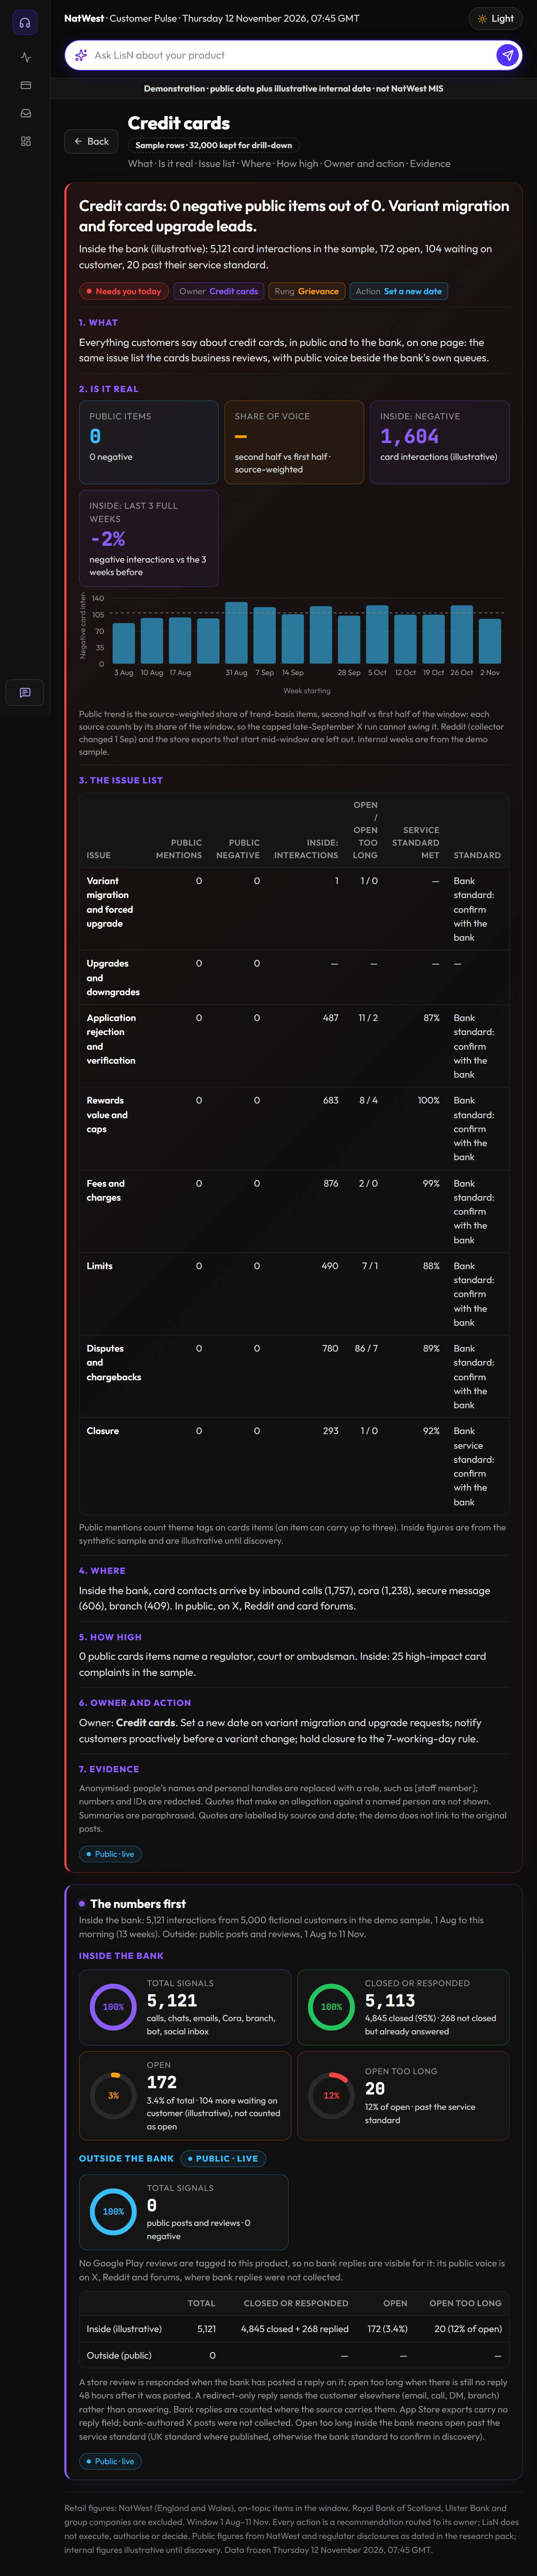 NatWest · Customer Pulse · Thursday 12 November 2026, 07:45 GMT
Light
Ask LisN about your product
Demonstration · public data plus illustrative internal data · not NatWest MIS
Back
Credit cards
Sample rows · 32,000 kept for drill-down
What · Is it real · Issue list · Where · How high · Owner and action · Evidence
Credit cards: 0 negative public items out of 0. Variant migration
and forced upgrade leads.
Inside the bank (illustrative): 5,121 card interactions in the sample, 172 open, 104 waiting on
customer, 20 past their service standard.
Needs you today
Owner Credit cards
Rung Grievance
Action Set a new date
1. WHAT
Everything customers say about credit cards, in public and to the bank, on one page: the
same issue list the cards business reviews, with public voice beside the bank's own queues.
2. IS IT REAL
PUBLIC ITEMS
0
0 negative
SHARE OF VOICE
—
second half vs first half ·
source-weighted
INSIDE: NEGATIVE
1,604
card interactions (illustrative)
INSIDE: LAST 3 FULL
WEEKS
-2%
negative interactions vs the 3
weeks before
Negative card inten
140
105
70
35
0
3 Aug 10 Aug 17 Aug 31 Aug 7 Sep 14 Sep 28 Sep 5 Oct 12 Oct 19 Oct 26 Oct 2 Nov
Week starting
Public trend is the source-weighted share of trend-basis items, second half vs first half of the window: each
source counts by its share of the window, so the capped late-September X run cannot swing it. Reddit (collector
changed 1 Sep) and the store exports that start mid-window are left out. Internal weeks are from the demo
sample.
3. THE ISSUE LIST
ISSUE
PUBLIC
MENTIONS
PUBLIC
NEGATIVE
INSIDE:
INTERACTIONS
OPEN
/
OPEN
TOO
LONG
SERVICE
STANDARD
MET
STANDARD
Variant
migration
and forced
upgrade
0 0 1 1 / 0 —
Bank
standard:
confirm
with the
bank
Upgrades
and
downgrades
0 0 — — — —
Application
rejection
and
verification
0 0 487 11 / 2 87%
Bank
standard:
confirm
with the
bank
Rewards
value and
caps
0 0 683 8 / 4 100%
Bank
standard:
confirm
with the
bank
Fees and
charges
0 0 876 2 / 0 99%
Bank
standard:
confirm
with the
bank
Limits
0 0 490 7 / 1 88%
Bank
standard:
confirm
with the
bank
Disputes
and
chargebacks
0 0 780 86 / 7 89%
Bank
standard:
confirm
with the
bank
Closure
0 0 293 1 / 0 92%
Bank
service
standard:
confirm
with the
bank
Public mentions count theme tags on cards items (an item can carry up to three). Inside figures are from the
synthetic sample and are illustrative until discovery.
4. WHERE
Inside the bank, card contacts arrive by inbound calls (1,757), cora (1,238), secure message
(606), branch (409). In public, on X, Reddit and card forums.
5. HOW HIGH
0 public cards items name a regulator, court or ombudsman. Inside: 25 high-impact card
complaints in the sample.
6. OWNER AND ACTION
Owner: Credit cards. Set a new date on variant migration and upgrade requests; notify
customers proactively before a variant change; hold closure to the 7-working-day rule.
7. EVIDENCE
Anonymised: people's names and personal handles are replaced with a role, such as [staff member];
numbers and IDs are redacted. Quotes that make an allegation against a named person are not shown.
Summaries are paraphrased. Quotes are labelled by source and date; the demo does not link to the original
posts.
Public · live
The numbers first
Inside the bank: 5,121 interactions from 5,000 fictional customers in the demo sample, 1 Aug to this
morning (13 weeks). Outside: public posts and reviews, 1 Aug to 11 Nov.
INSIDE THE BANK
100%
TOTAL SIGNALS
5,121
calls, chats, emails, Cora, branch,
bot, social inbox
100%
CLOSED OR RESPONDED
5,113
4,845 closed (95%) · 268 not closed
but already answered
3%
OPEN
172
3.4% of total · 104 more waiting on
customer (illustrative), not counted
as open
12%
OPEN TOO LONG
20
12% of open · past the service
standard
OUTSIDE THE BANK
PUBLIC · LIVE
100%
TOTAL SIGNALS
0
public posts and reviews · 0
negative
No Google Play reviews are tagged to this product, so no bank replies are visible for it: its public voice is
on X, Reddit and forums, where bank replies were not collected.
TOTAL CLOSED OR RESPONDED OPEN OPEN TOO LONG
Inside (illustrative) 5,121 4,845 closed + 268 replied 172 (3.4%) 20 (12% of open)
Outside (public) 0 — — —
A store review is responded when the bank has posted a reply on it; open too long when there is still no reply
48 hours after it was posted. A redirect-only reply sends the customer elsewhere (email, call, DM, branch)
rather than answering. Bank replies are counted where the source carries them. App Store exports carry no
reply field; bank-authored X posts were not collected. Open too long inside the bank means open past the
service standard (UK standard where published, otherwise the bank standard to confirm in discovery).
Public · live
Retail figures: NatWest (England and Wales), on-topic items in the window. Royal Bank of Scotland, Ulster Bank and
group companies are excluded. Window 1 Aug–11 Nov. Every action is a recommendation routed to its owner; LisN does
not execute, authorise or decide. Public figures from NatWest and regulator disclosures as dated in the research pack;
internal figures illustrative until discovery. Data frozen Thursday 12 November 2026, 07:45 GMT.